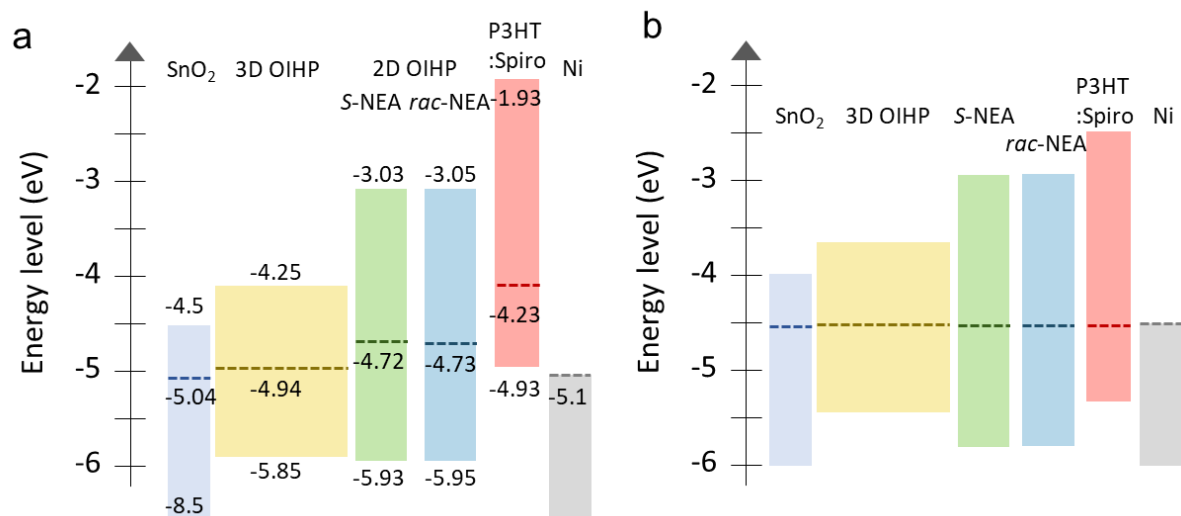 a
P3HT
:Spiro
SnO₂
3D OIHP
2D OIHP
Ni
S-NEA
rac-NEA
Energy level (eV)
-2
-3
-4
-5
-6
-1.93
-3.03
-3.05
-4.25
-4.5
-4.23
-4.72
-4.73
-4.93
-4.94
-5.04
-5.1
-5.85
-5.93
-5.95
-8.5
b
P3HT
:Spiro
SnO₂
3D OIHP
S-NEA
rac-NEA
Ni
Energy level (eV)
-2
-3
-4
-5
-6